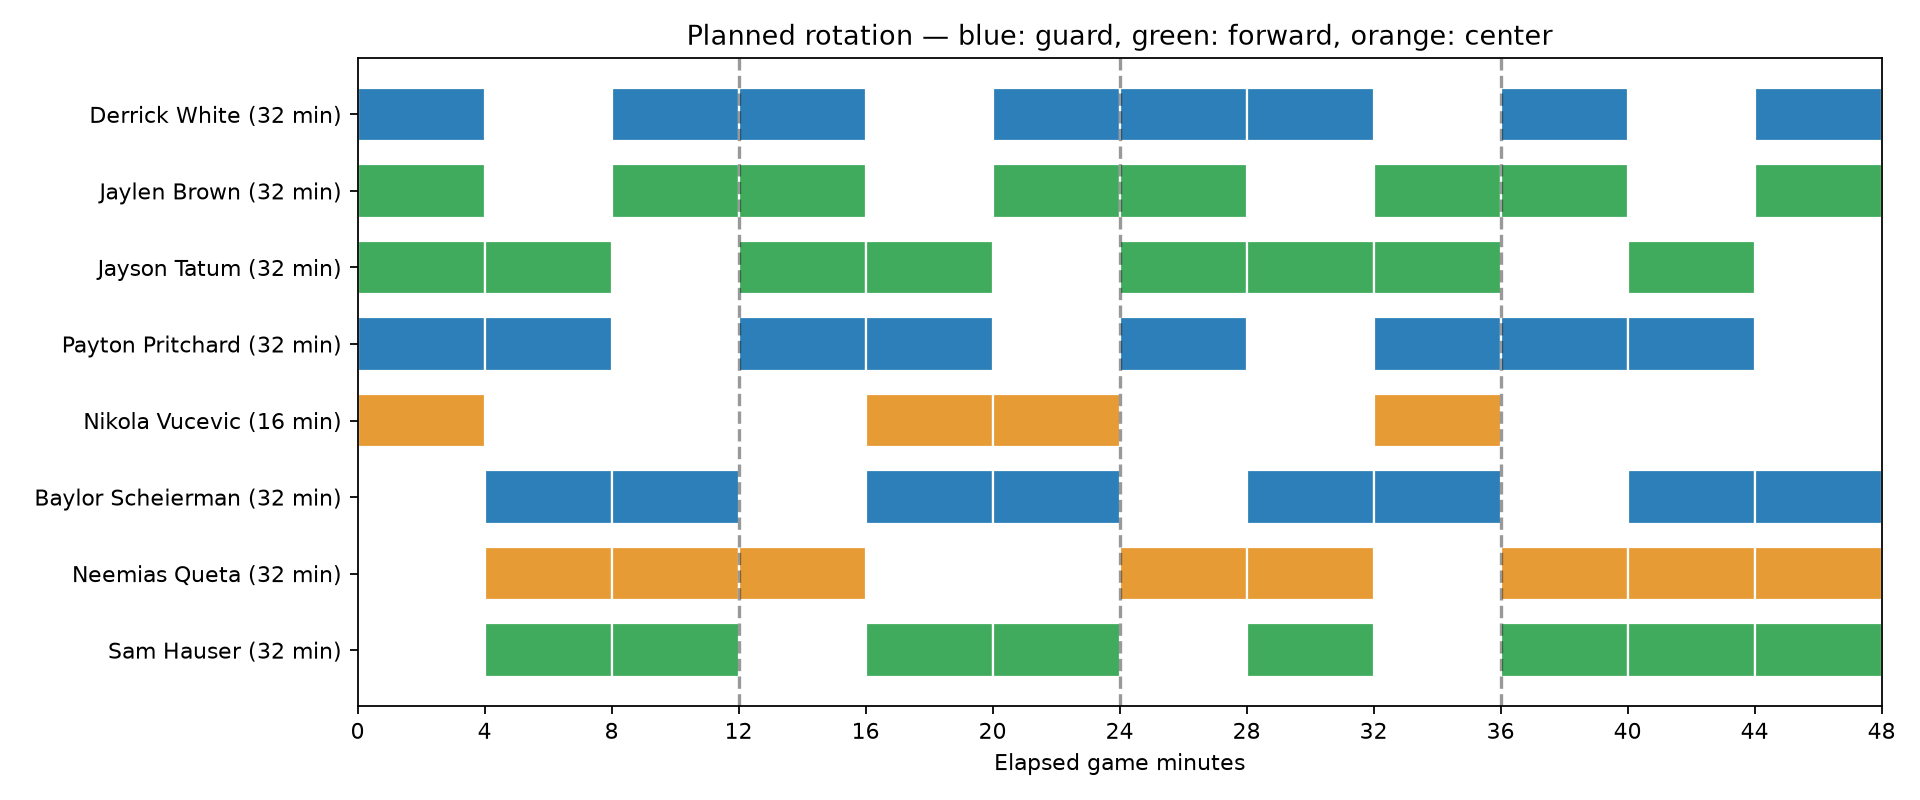 Planned rotation — blue: guard, green: forward, orange: center
Derrick White (32 min)
Jaylen Brown (32 min)
Jayson Tatum (32 min)
Payton Pritchard (32 min)
Nikola Vucevic (16 min)
Baylor Scheierman (32 min)
Neemias Queta (32 min)
Sam Hauser (32 min)
0 4 8 12 16 20 24 28 32 36 40 44 48
Elapsed game minutes